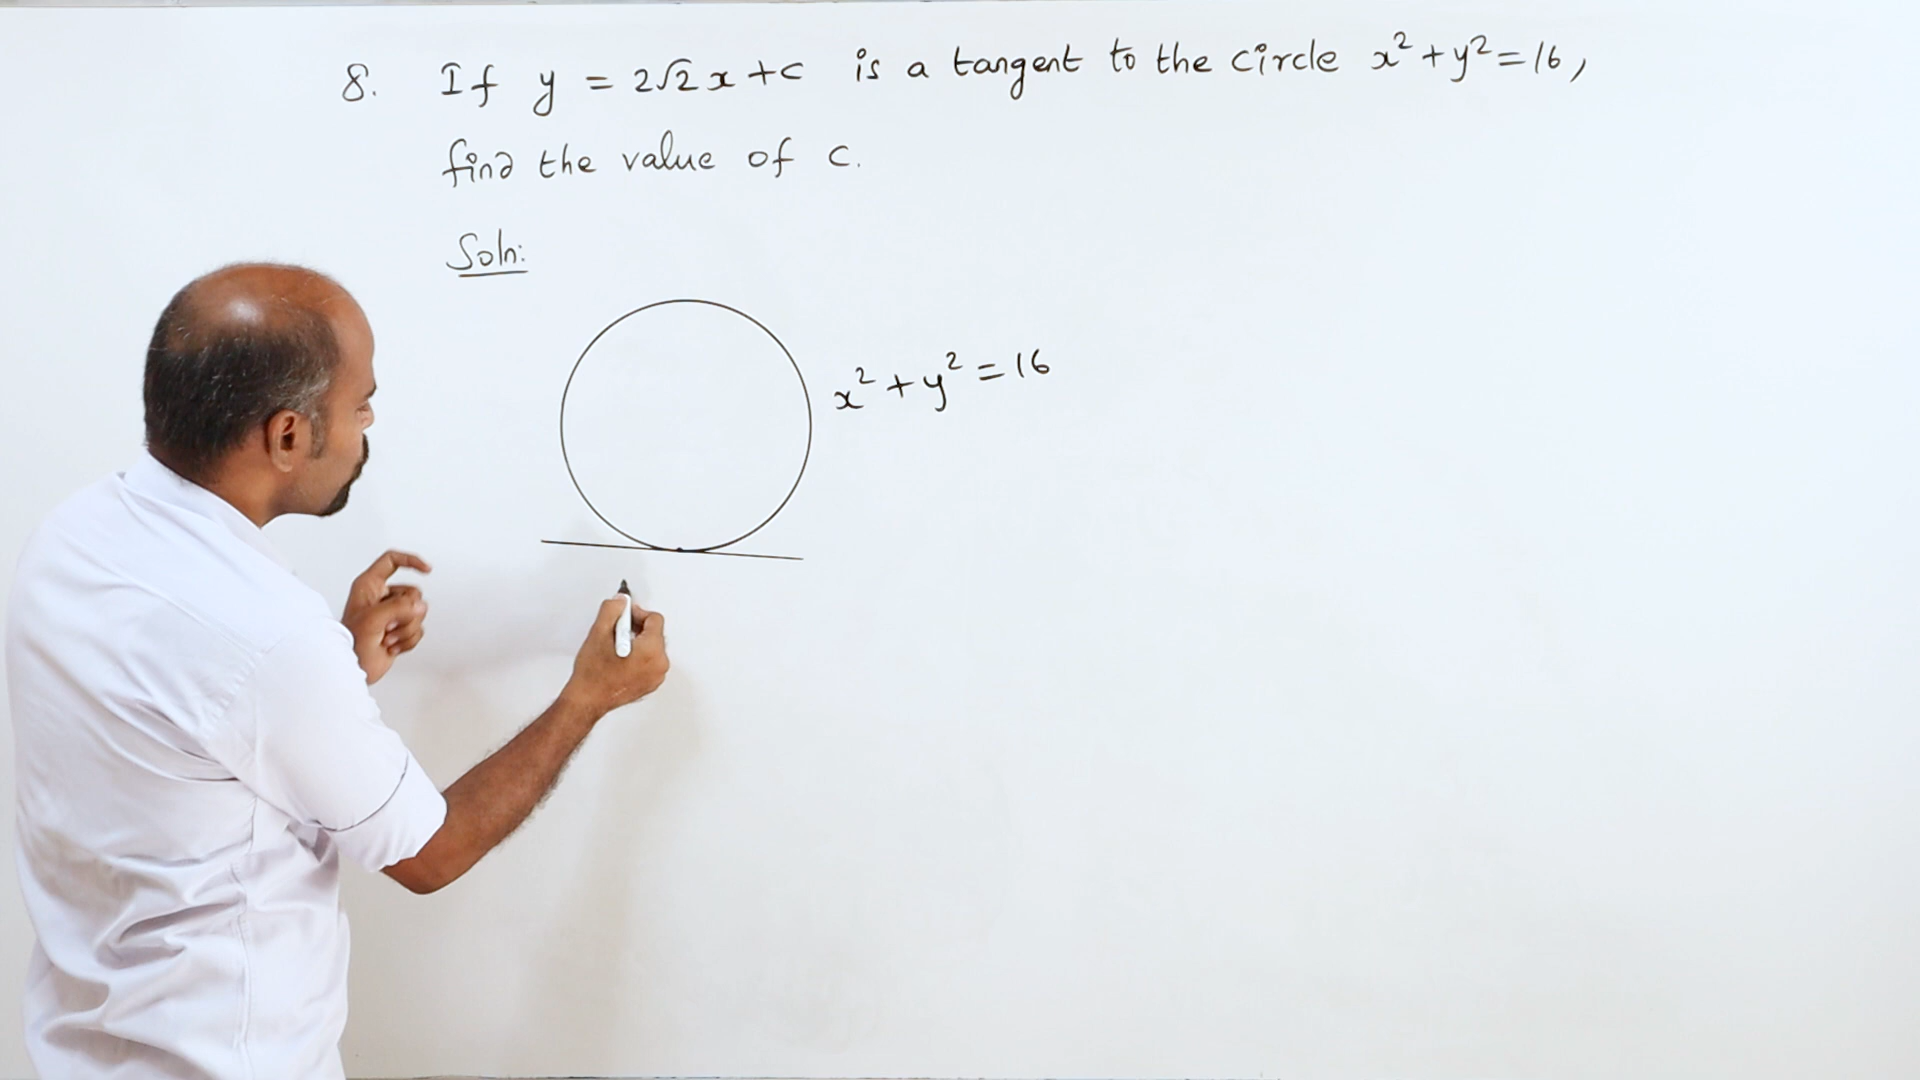 8. If y = 2√2 x + c is a tangent to the circle x² + y² = 16,
find the value of c.
Soln:
x² + y² = 16